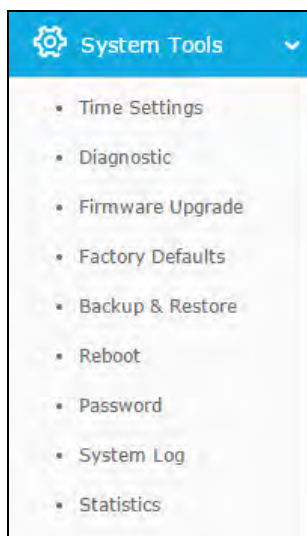 System Tools
• Time Settings
• Diagnostic
• Firmware Upgrade
• Factory Defaults
• Backup & Restore
• Reboot
• Password
• System Log
• Statistics